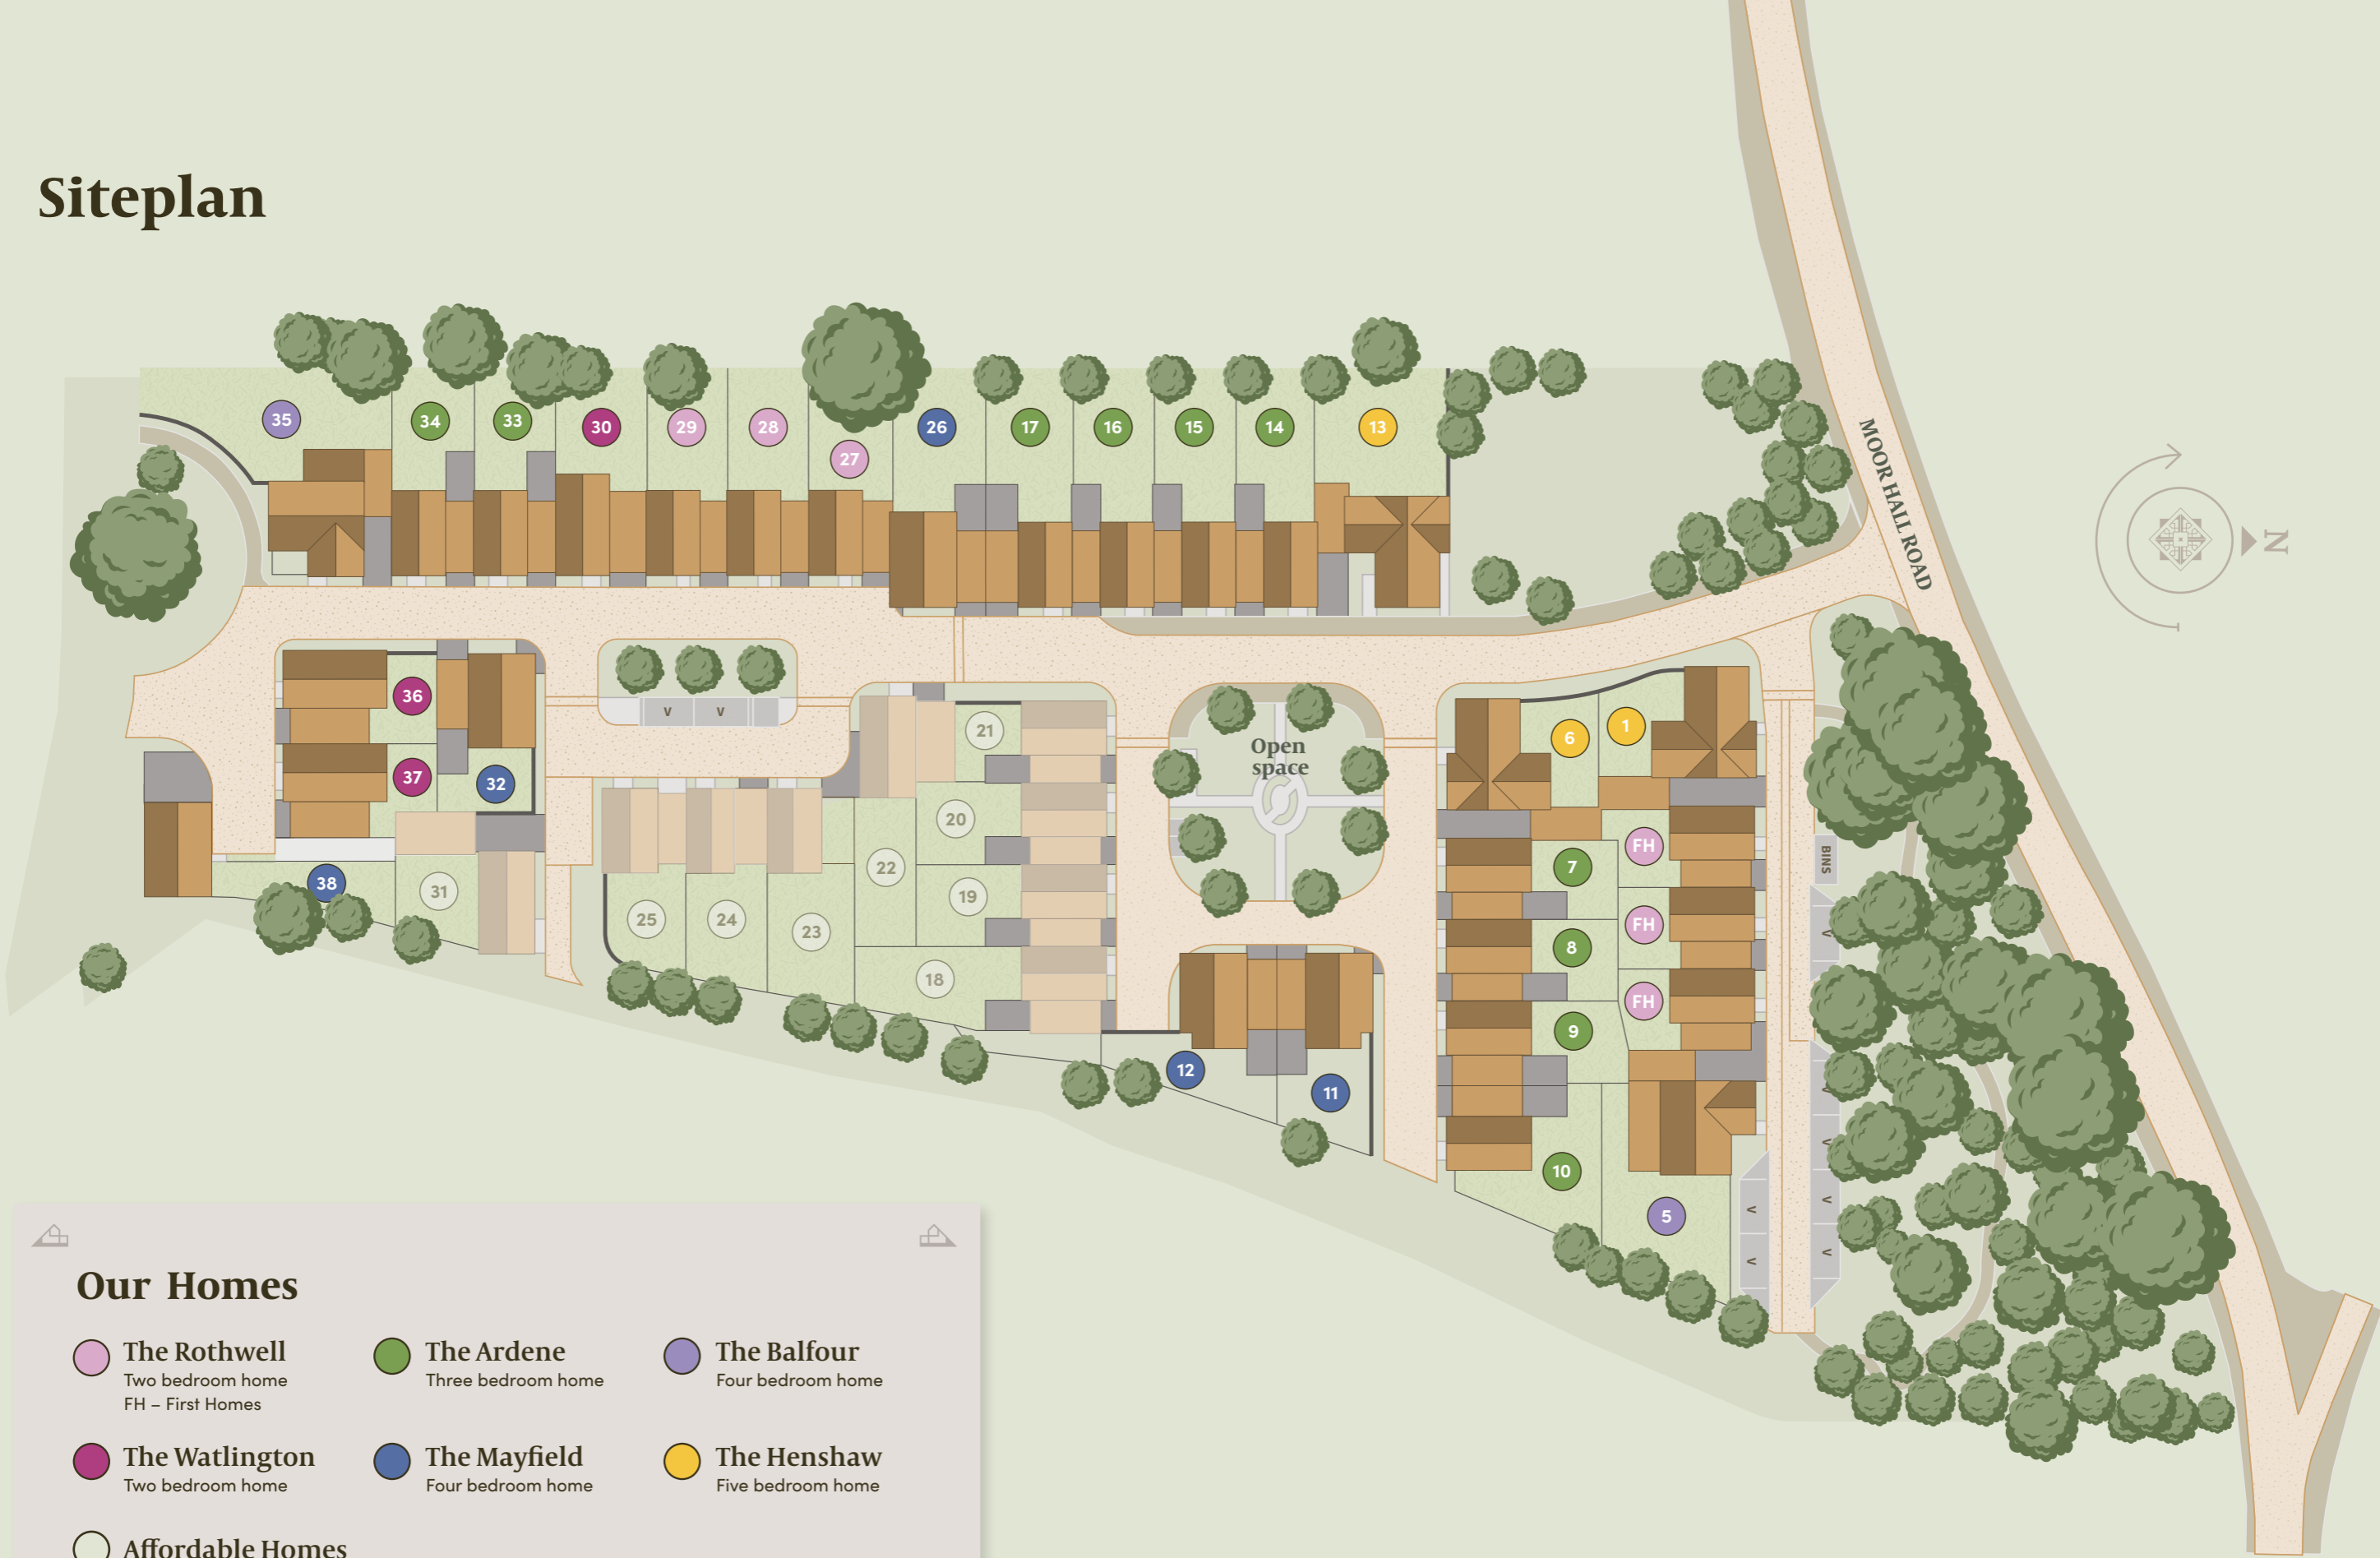 Siteplan
35
34
33
30
29
28
27
26
17
16
15
14
13
MOOR HALL ROAD
N
36
37
32
38
31
V
V
21
20
22
19
25
24
23
18
Open
space
6
1
7
FH
8
FH
9
FH
10
5
12
11
BINS
V
V
V
V
V
V
V
Our Homes
The Rothwell
Two bedroom home
FH – First Homes
The Ardene
Three bedroom home
The Balfour
Four bedroom home
The Watlington
Two bedroom home
The Mayfield
Four bedroom home
The Henshaw
Five bedroom home
Affordable Homes